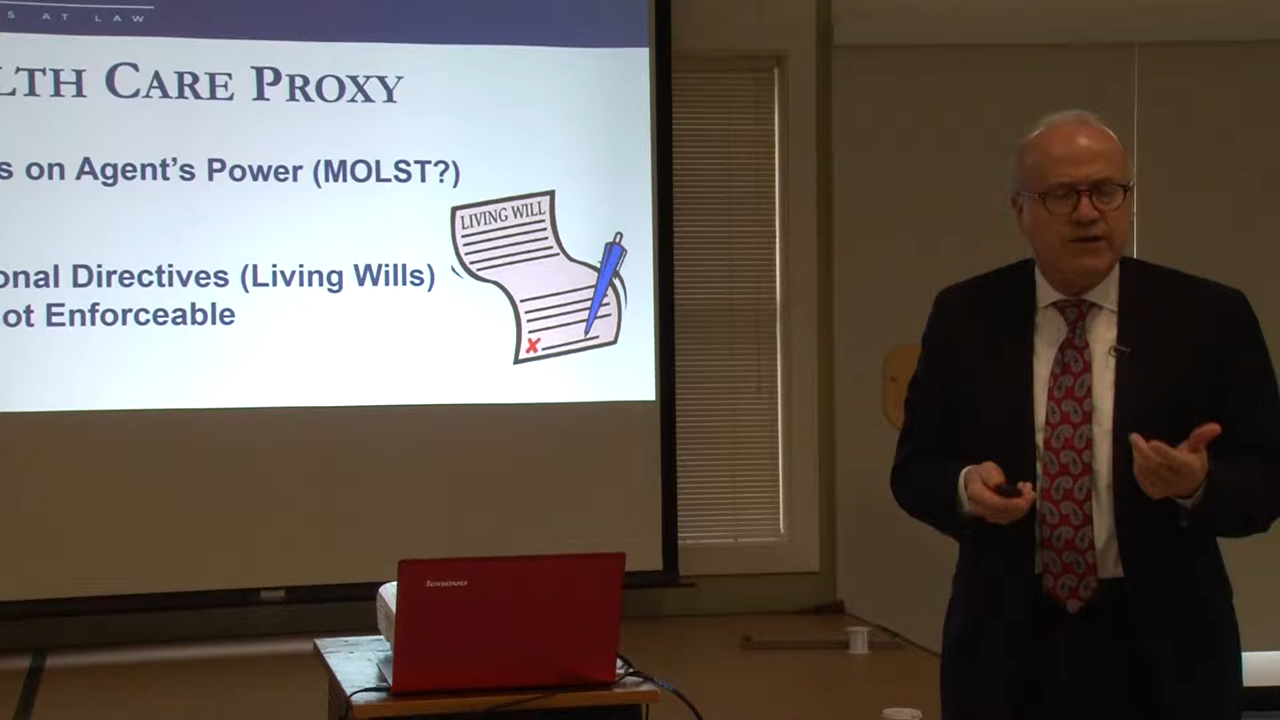 S AT LAW
LTH CARE PROXY
s on Agent's Power (MOLST?)
LIVING WILL
onal Directives (Living Wills)
ot Enforceable
lenovo